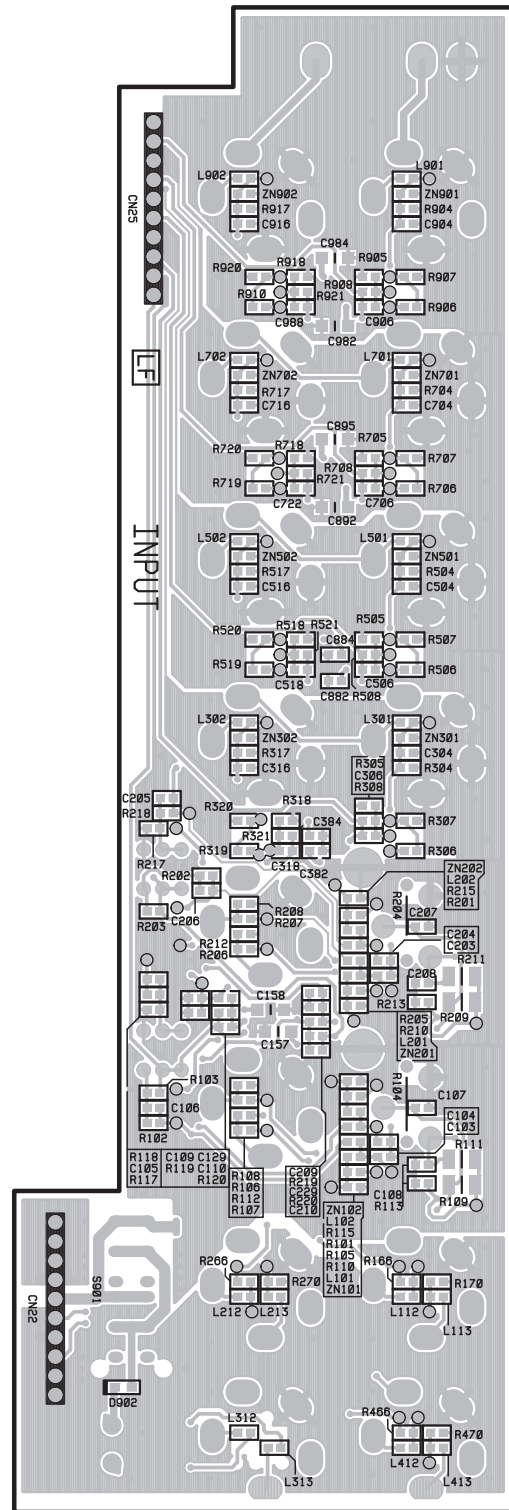 L902
ZN902
R917
C916
L901
ZN901
R904
C904
CN25
C984
R920
R918
R905
R907
R908
R910
R921
R906
C988
C982
C906
LF
L702
ZN702
R717
C716
L701
ZN701
R704
C704
C895
R720
R718
R705
R707
R708
R719
R721
R706
C722
C892
C706
INPUT
L502
ZN502
R517
C516
L501
ZN501
R504
C504
R520
R518
R521
C884
R505
R507
R519
C518
C882
R508
C506
R506
L302
ZN302
R317
C316
L301
ZN301
C304
R304
R305
C306
R308
C205
R218
R217
R320
R318
R321
C384
R307
R319
C318
C382
R306
R202
R203
C206
R208
R207
R212
R206
ZN202
L202
R215
R201
R204
C207
C204
C203
C208
R211
R213
R209
R205
R210
L201
ZN201
C158
C157
R103
C106
R102
R104
C107
C104
C103
R111
C108
R113
R109
R118
C105
R117
C109
R119
C129
C110
R120
R108
R106
R112
R107
C209
R219
C229
R220
C210
ZN102
L102
R115
R101
R105
R110
L101
ZN101
CN22
S901
D902
R266
R270
L212
L213
R166
R170
L112
L113
L312
L313
R466
R470
L412
L413